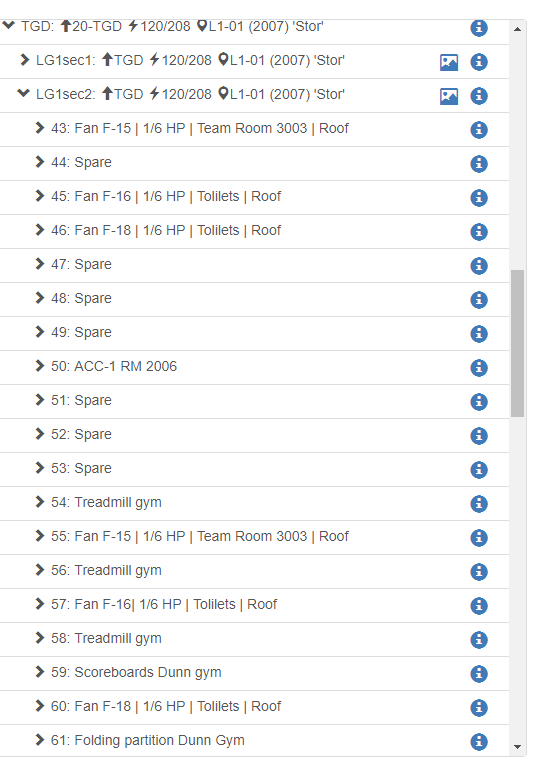 TGD: 20-TGD 120/208 L1-01 (2007) 'Stor'
LG1sec1: TGD 120/208 L1-01 (2007) 'Stor'
LG1sec2: TGD 120/208 L1-01 (2007) 'Stor'
43: Fan F-15 | 1/6 HP | Team Room 3003 | Roof
44: Spare
45: Fan F-16 | 1/6 HP | Tolilets | Roof
46: Fan F-18 | 1/6 HP | Tolilets | Roof
47: Spare
48: Spare
49: Spare
50: ACC-1 RM 2006
51: Spare
52: Spare
53: Spare
54: Treadmill gym
55: Fan F-15 | 1/6 HP | Team Room 3003 | Roof
56: Treadmill gym
57: Fan F-16| 1/6 HP | Tolilets | Roof
58: Treadmill gym
59: Scoreboards Dunn gym
60: Fan F-18 | 1/6 HP | Tolilets | Roof
61: Folding partition Dunn Gym